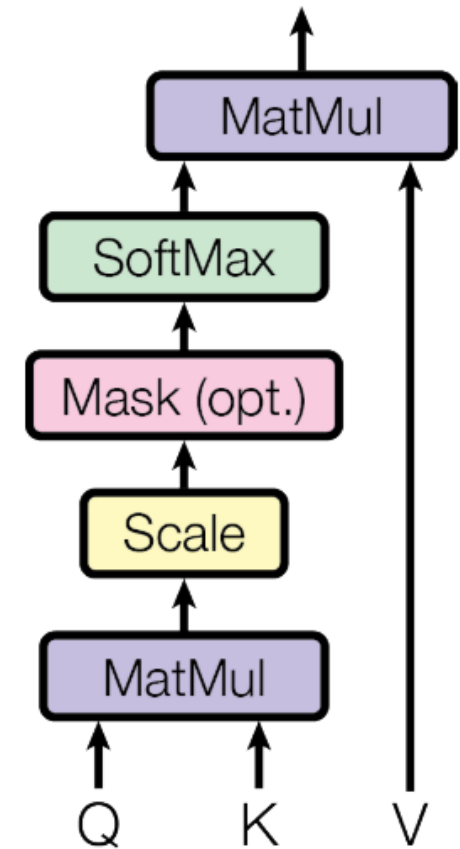 MatMul
SoftMax
Mask (opt.)
Scale
MatMul
Q K V